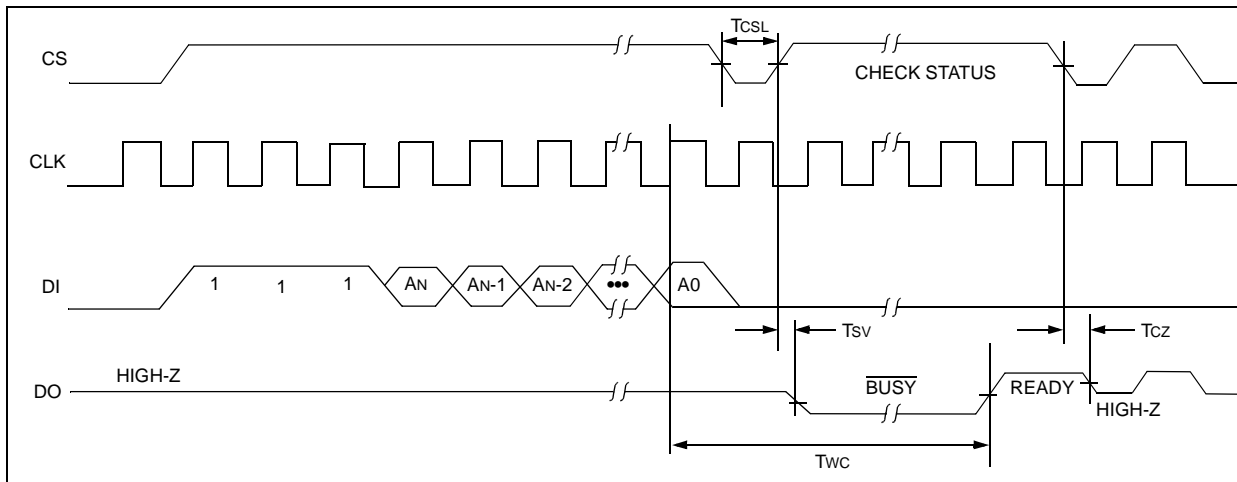 TCSL
CS
CHECK STATUS
CLK
DI
1 1 1 AN AN-1 AN-2 ••• A0
TSV
TCZ
HIGH-Z
DO
BUSY
READY
HIGH-Z
TWC